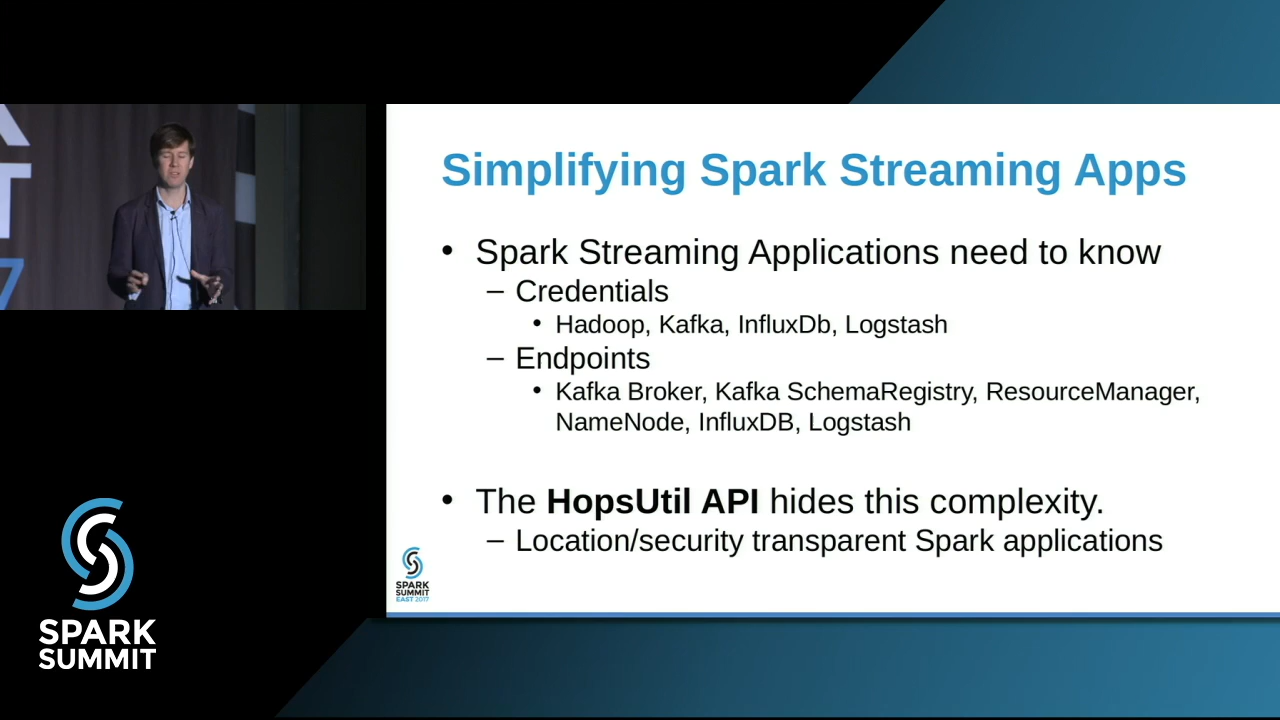 Simplifying Spark Streaming Apps
• Spark Streaming Applications need to know
– Credentials
• Hadoop, Kafka, InfluxDb, Logstash
– Endpoints
• Kafka Broker, Kafka SchemaRegistry, ResourceManager,
NameNode, InfluxDB, Logstash
• The HopsUtil API hides this complexity.
– Location/security transparent Spark applications
SPARK
SUMMIT
EAST 2017
SPARK
SUMMIT